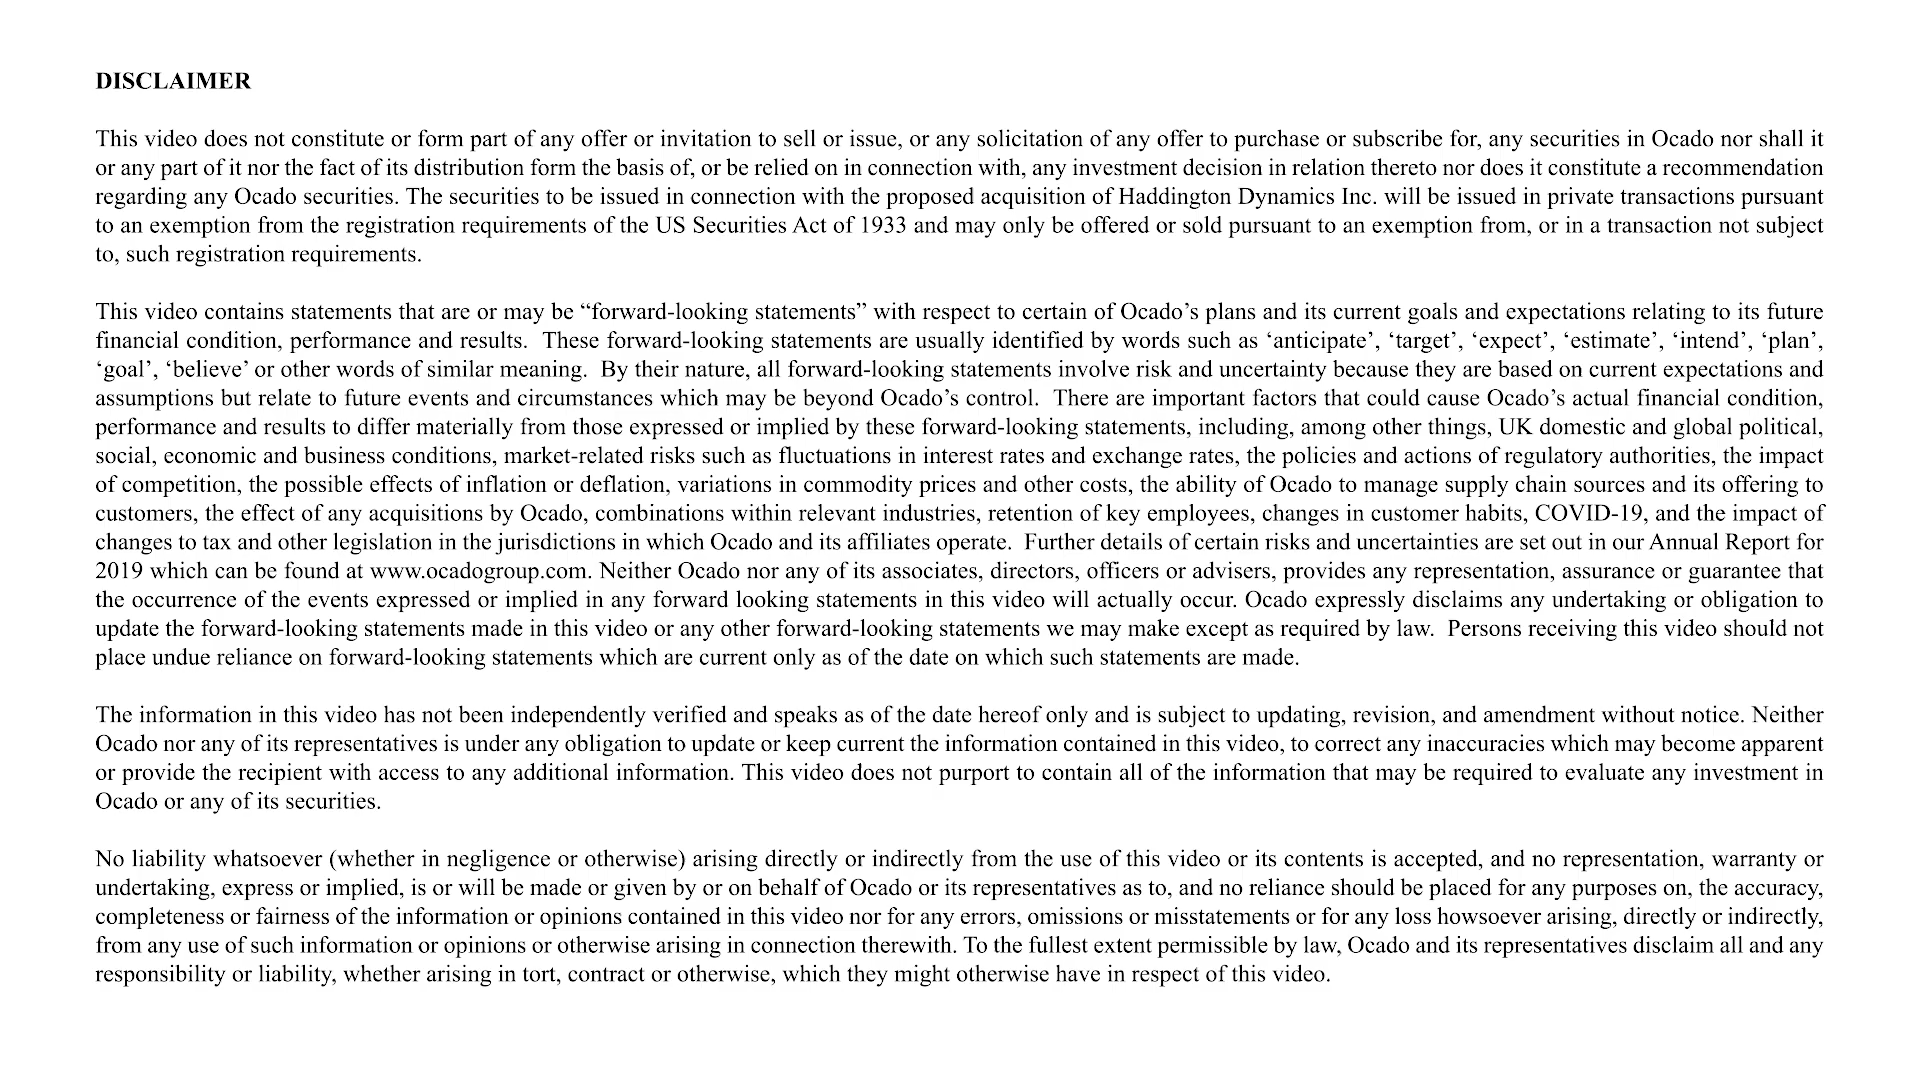 DISCLAIMER
This video does not constitute or form part of any offer or invitation to sell or issue, or any solicitation of any offer to purchase or subscribe for, any securities in Ocado nor shall it
or any part of it nor the fact of its distribution form the basis of, or be relied on in connection with, any investment decision in relation thereto nor does it constitute a recommendation
regarding any Ocado securities. The securities to be issued in connection with the proposed acquisition of Haddington Dynamics Inc. will be issued in private transactions pursuant
to an exemption from the registration requirements of the US Securities Act of 1933 and may only be offered or sold pursuant to an exemption from, or in a transaction not subject
to, such registration requirements.
This video contains statements that are or may be “forward-looking statements” with respect to certain of Ocado’s plans and its current goals and expectations relating to its future
financial condition, performance and results.  These forward-looking statements are usually identified by words such as ‘anticipate’, ‘target’, ‘expect’, ‘estimate’, ‘intend’, ‘plan’,
‘goal’, ‘believe’ or other words of similar meaning.  By their nature, all forward-looking statements involve risk and uncertainty because they are based on current expectations and
assumptions but relate to future events and circumstances which may be beyond Ocado’s control.  There are important factors that could cause Ocado’s actual financial condition,
performance and results to differ materially from those expressed or implied by these forward-looking statements, including, among other things, UK domestic and global political,
social, economic and business conditions, market-related risks such as fluctuations in interest rates and exchange rates, the policies and actions of regulatory authorities, the impact
of competition, the possible effects of inflation or deflation, variations in commodity prices and other costs, the ability of Ocado to manage supply chain sources and its offering to
customers, the effect of any acquisitions by Ocado, combinations within relevant industries, retention of key employees, changes in customer habits, COVID-19, and the impact of
changes to tax and other legislation in the jurisdictions in which Ocado and its affiliates operate.  Further details of certain risks and uncertainties are set out in our Annual Report for
2019 which can be found at www.ocadogroup.com. Neither Ocado nor any of its associates, directors, officers or advisers, provides any representation, assurance or guarantee that
the occurrence of the events expressed or implied in any forward looking statements in this video will actually occur. Ocado expressly disclaims any undertaking or obligation to
update the forward-looking statements made in this video or any other forward-looking statements we may make except as required by law.  Persons receiving this video should not
place undue reliance on forward-looking statements which are current only as of the date on which such statements are made.
The information in this video has not been independently verified and speaks as of the date hereof only and is subject to updating, revision, and amendment without notice. Neither
Ocado nor any of its representatives is under any obligation to update or keep current the information contained in this video, to correct any inaccuracies which may become apparent
or provide the recipient with access to any additional information. This video does not purport to contain all of the information that may be required to evaluate any investment in
Ocado or any of its securities.
No liability whatsoever (whether in negligence or otherwise) arising directly or indirectly from the use of this video or its contents is accepted, and no representation, warranty or
undertaking, express or implied, is or will be made or given by or on behalf of Ocado or its representatives as to, and no reliance should be placed for any purposes on, the accuracy,
completeness or fairness of the information or opinions contained in this video nor for any errors, omissions or misstatements or for any loss howsoever arising, directly or indirectly,
from any use of such information or opinions or otherwise arising in connection therewith. To the fullest extent permissible by law, Ocado and its representatives disclaim all and any
responsibility or liability, whether arising in tort, contract or otherwise, which they might otherwise have in respect of this video.